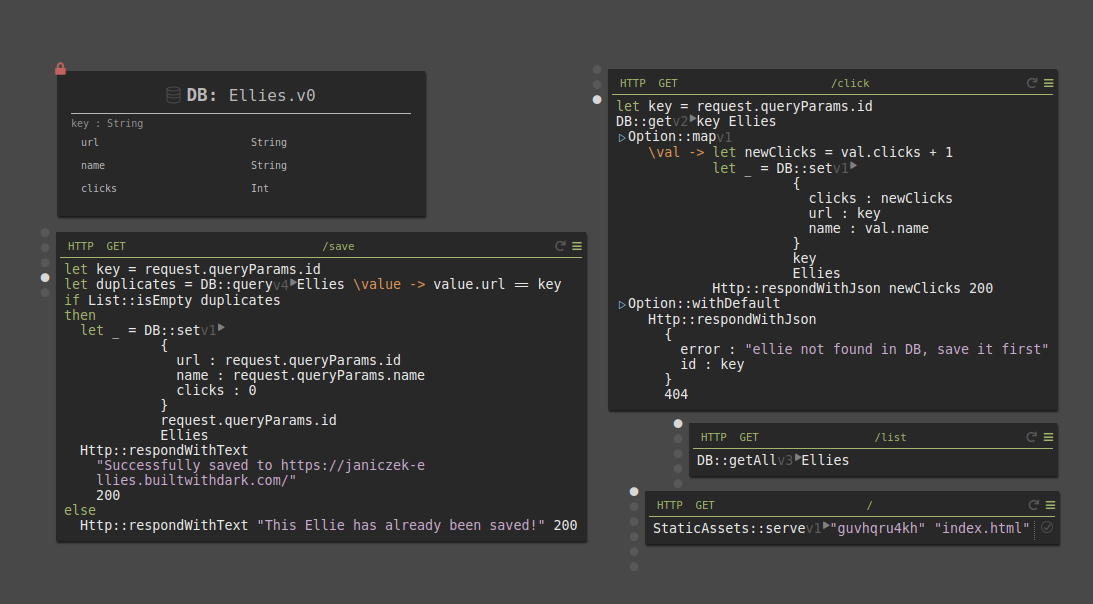 DB: Ellies.v0
key : String
url String
name String
clicks Int
HTTP GET /save
let key = request.queryParams.id
let duplicates = DB::queryv4 Ellies \value -> value.url == key
if List::isEmpty duplicates
then
let _ = DB::setv1
{
url : request.queryParams.id
name : request.queryParams.name
clicks : 0
}
request.queryParams.id
Ellies
Http::respondWithText
"Successfully saved to https://janiczek-e
llies.builtwithdark.com/"
200
else
Http::respondWithText "This Ellie has already been saved!" 200
HTTP GET /click
let key = request.queryParams.id
DB::getv2 key Ellies
Option::mapv1
\val -> let newClicks = val.clicks + 1
let _ = DB::setv1
{
clicks : newClicks
url : key
name : val.name
}
key
Ellies
Http::respondWithJson newClicks 200
Option::withDefault
Http::respondWithJson
{
error : "ellie not found in DB, save it first"
id : key
}
404
HTTP GET /list
DB::getAllv3 Ellies
HTTP GET /
StaticAssets::servev1 "guvhqru4kh" "index.html"